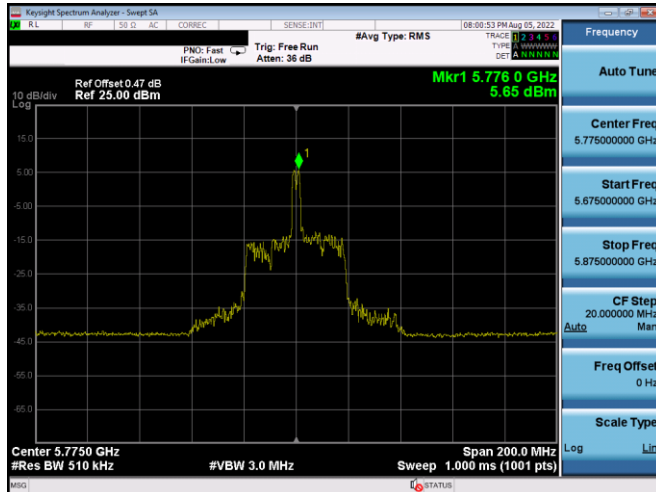 Keysight Spectrum Analyzer - Swept SA
RL RF 50 Ω AC CORREC SENSE:INT 08:00:53 PM Aug 05, 2022
#Avg Type: RMS
TRACE 1 2 3 4 5 6
TYPE A WWWWW
DET A NNNNN
PNO: Fast
IFGain:Low
Trig: Free Run
Atten: 36 dB
Mkr1 5.776 0 GHz
5.65 dBm
Ref Offset 0.47 dB
Ref 25.00 dBm
10 dB/div
Log
1
15.0
5.00
-5.00
-15.0
-25.0
-35.0
-45.0
-55.0
-65.0
Center 5.7750 GHz
Span 200.0 MHz
#Res BW 510 kHz
#VBW 3.0 MHz
Sweep 1.000 ms (1001 pts)
MSG
STATUS
Frequency
Auto Tune
Center Freq
5.775000000 GHz
Start Freq
5.675000000 GHz
Stop Freq
5.875000000 GHz
CF Step
20.000000 MHz
Auto Man
Freq Offset
0 Hz
Scale Type
Log Lin